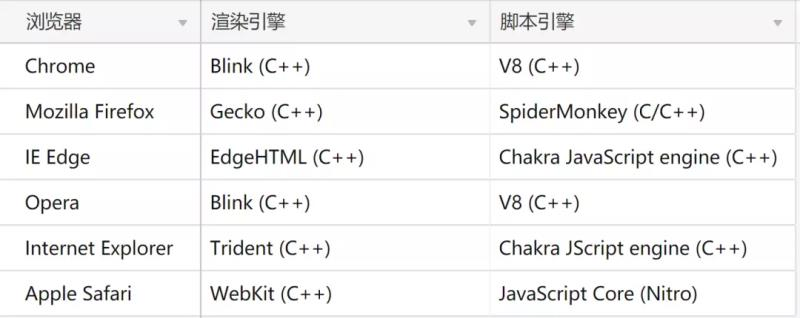 浏览器 渲染引擎 脚本引擎
Chrome Blink (C++) V8 (C++)
Mozilla Firefox Gecko (C++) SpiderMonkey (C/C++)
IE Edge EdgeHTML (C++) Chakra JavaScript engine (C++)
Opera Blink (C++) V8 (C++)
Internet Explorer Trident (C++) Chakra JScript engine (C++)
Apple Safari WebKit (C++) JavaScript Core (Nitro)